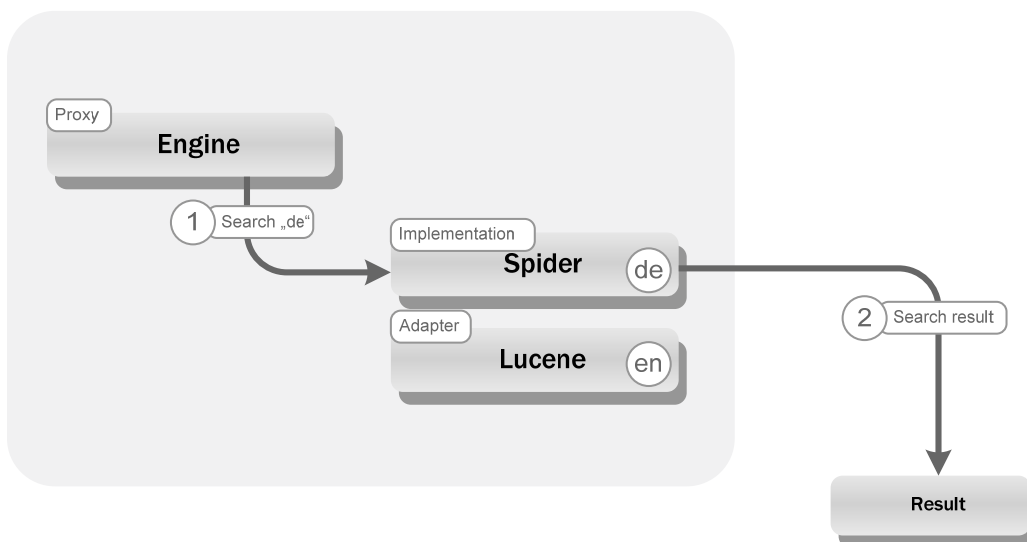 Proxy
Engine
1
Search „de“
Implementation
Spider
de
Adapter
Lucene
en
2
Search result
Result